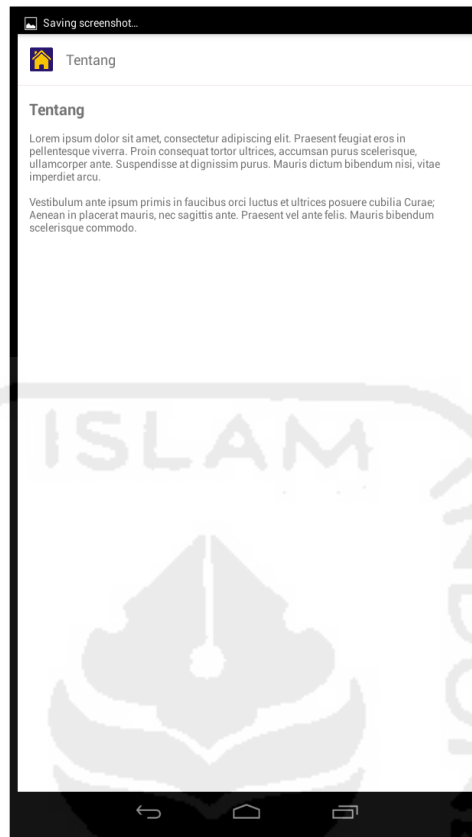 Saving screenshot...
Tentang
Tentang
Lorem ipsum dolor sit amet, consectetur adipiscing elit. Praesent feugiat eros in
pellentesque viverra. Proin consequat tortor ultrices, accumsan purus scelerisque,
ullamcorper ante. Suspendisse at dignissim purus. Mauris dictum bibendum nisi, vitae
imperdiet arcu.
Vestibulum ante ipsum primis in faucibus orci luctus et ultrices posuere cubilia Curae;
Aenean in placerat mauris, nec sagittis ante. Praesent vel ante felis. Mauris bibendum
scelerisque commodo.
ISLAM